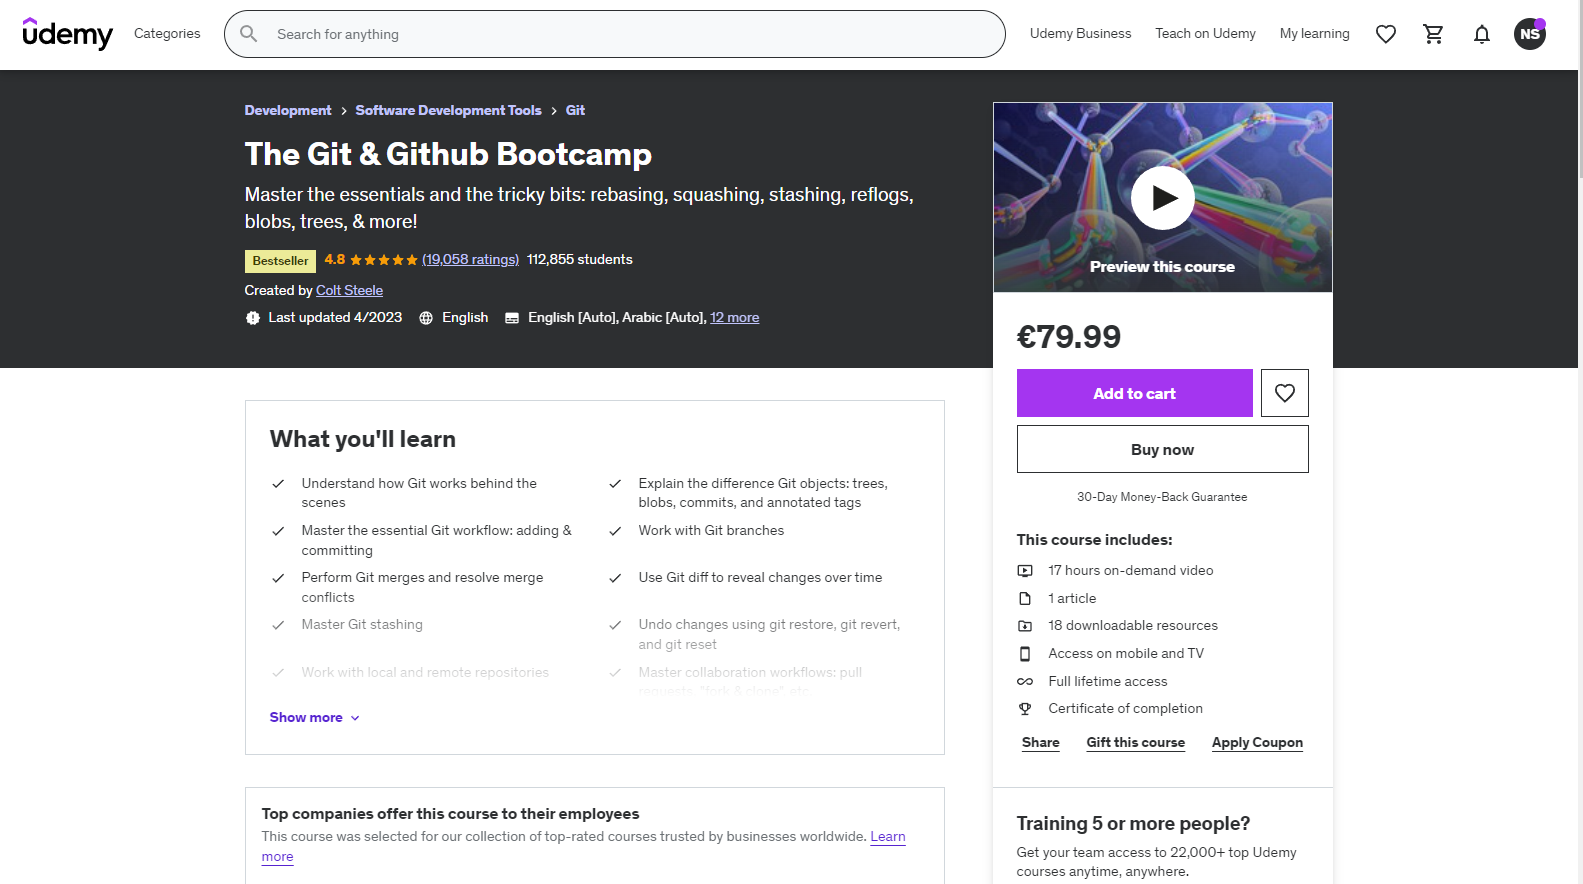 udemy
Categories
Search for anything
Udemy Business
Teach on Udemy
My learning
NS
Development > Software Development Tools > Git
The Git & Github Bootcamp
Master the essentials and the tricky bits: rebasing, squashing, stashing, reflogs,
blobs, trees, & more!
Bestseller 4.8 (19,058 ratings) 112,855 students
Created by Colt Steele
Last updated 4/2023 English English [Auto], Arabic [Auto], 12 more
Preview this course
€79.99
Add to cart
Buy now
30-Day Money-Back Guarantee
This course includes:
17 hours on-demand video
1 article
18 downloadable resources
Access on mobile and TV
Full lifetime access
Certificate of completion
Share Gift this course Apply Coupon
Training 5 or more people?
Get your team access to 22,000+ top Udemy
courses anytime, anywhere.
What you'll learn
Understand how Git works behind the
scenes
Explain the difference Git objects: trees,
blobs, commits, and annotated tags
Master the essential Git workflow: adding &
committing
Work with Git branches
Perform Git merges and resolve merge
conflicts
Use Git diff to reveal changes over time
Master Git stashing
Undo changes using git restore, git revert,
and git reset
Work with local and remote repositories
Master collaboration workflows: pull
requests, "fork & clone", etc
Show more
Top companies offer this course to their employees
This course was selected for our collection of top-rated courses trusted by businesses worldwide. Learn
more